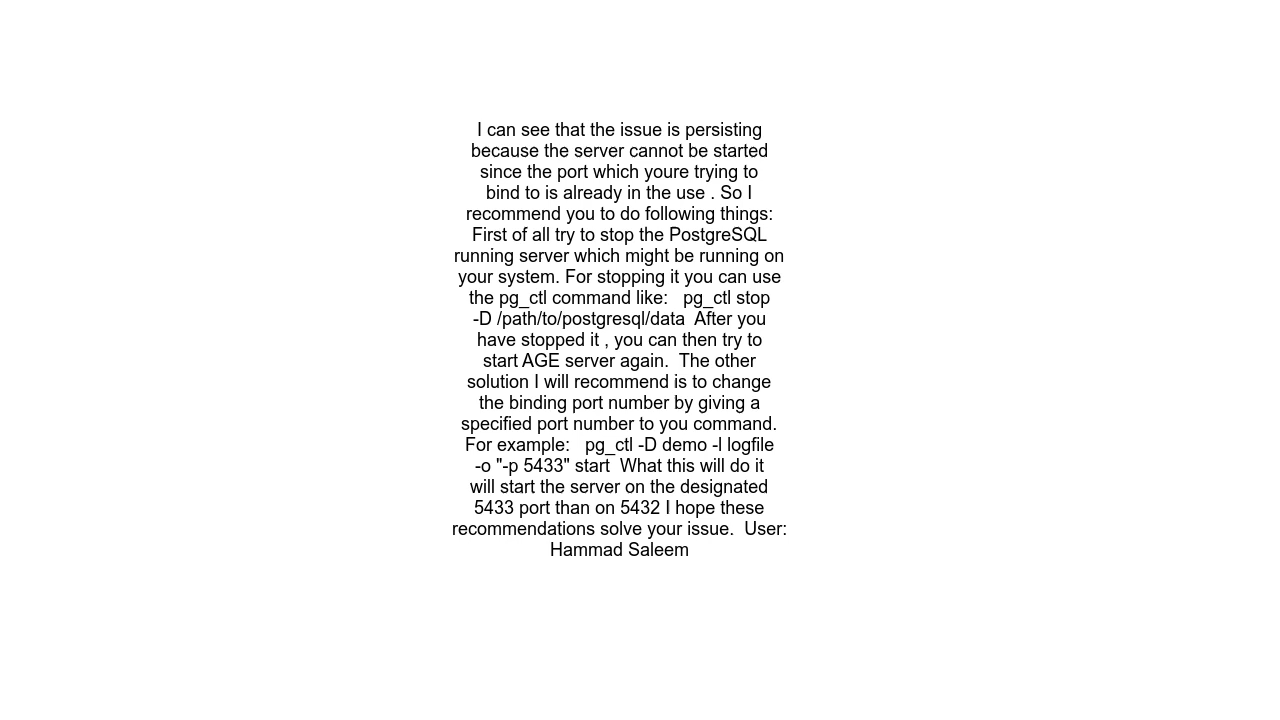 I can see that the issue is persisting
because the server cannot be started
since the port which youre trying to
bind to is already in the use . So I
recommend you to do following things:
First of all try to stop the PostgreSQL
running server which might be running on
your system. For stopping it you can use
the pg_ctl command like:   pg_ctl stop
-D /path/to/postgresql/data  After you
have stopped it , you can then try to
start AGE server again.  The other
solution I will recommend is to change
the binding port number by giving a
specified port number to you command.
For example:   pg_ctl -D demo -l logfile
-o "-p 5433" start  What this will do it
will start the server on the designated
5433 port than on 5432 I hope these
recommendations solve your issue.  User:
Hammad Saleem